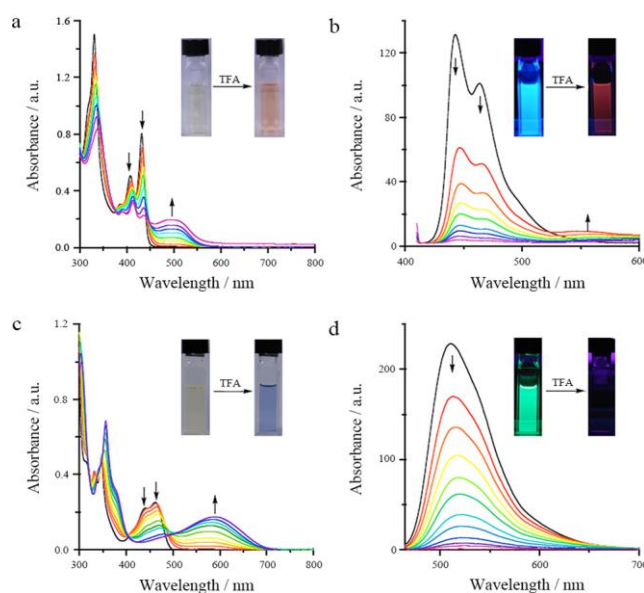 a
b
Absorbance / a.u.
1.6
1.2
0.8
0.4
0.0
TFA
300 400 500 600 700 800
Wavelength / nm
Absorbance / a.u.
120
80
40
0
TFA
400 450 500 550 600
Wavelength / nm
c
d
Absorbance / a.u.
1.2
0.8
0.4
0.0
TFA
300 400 500 600 700 800
Wavelength / nm
Absorbance / a.u.
200
100
0
TFA
500 600 700
Wavelength / nm